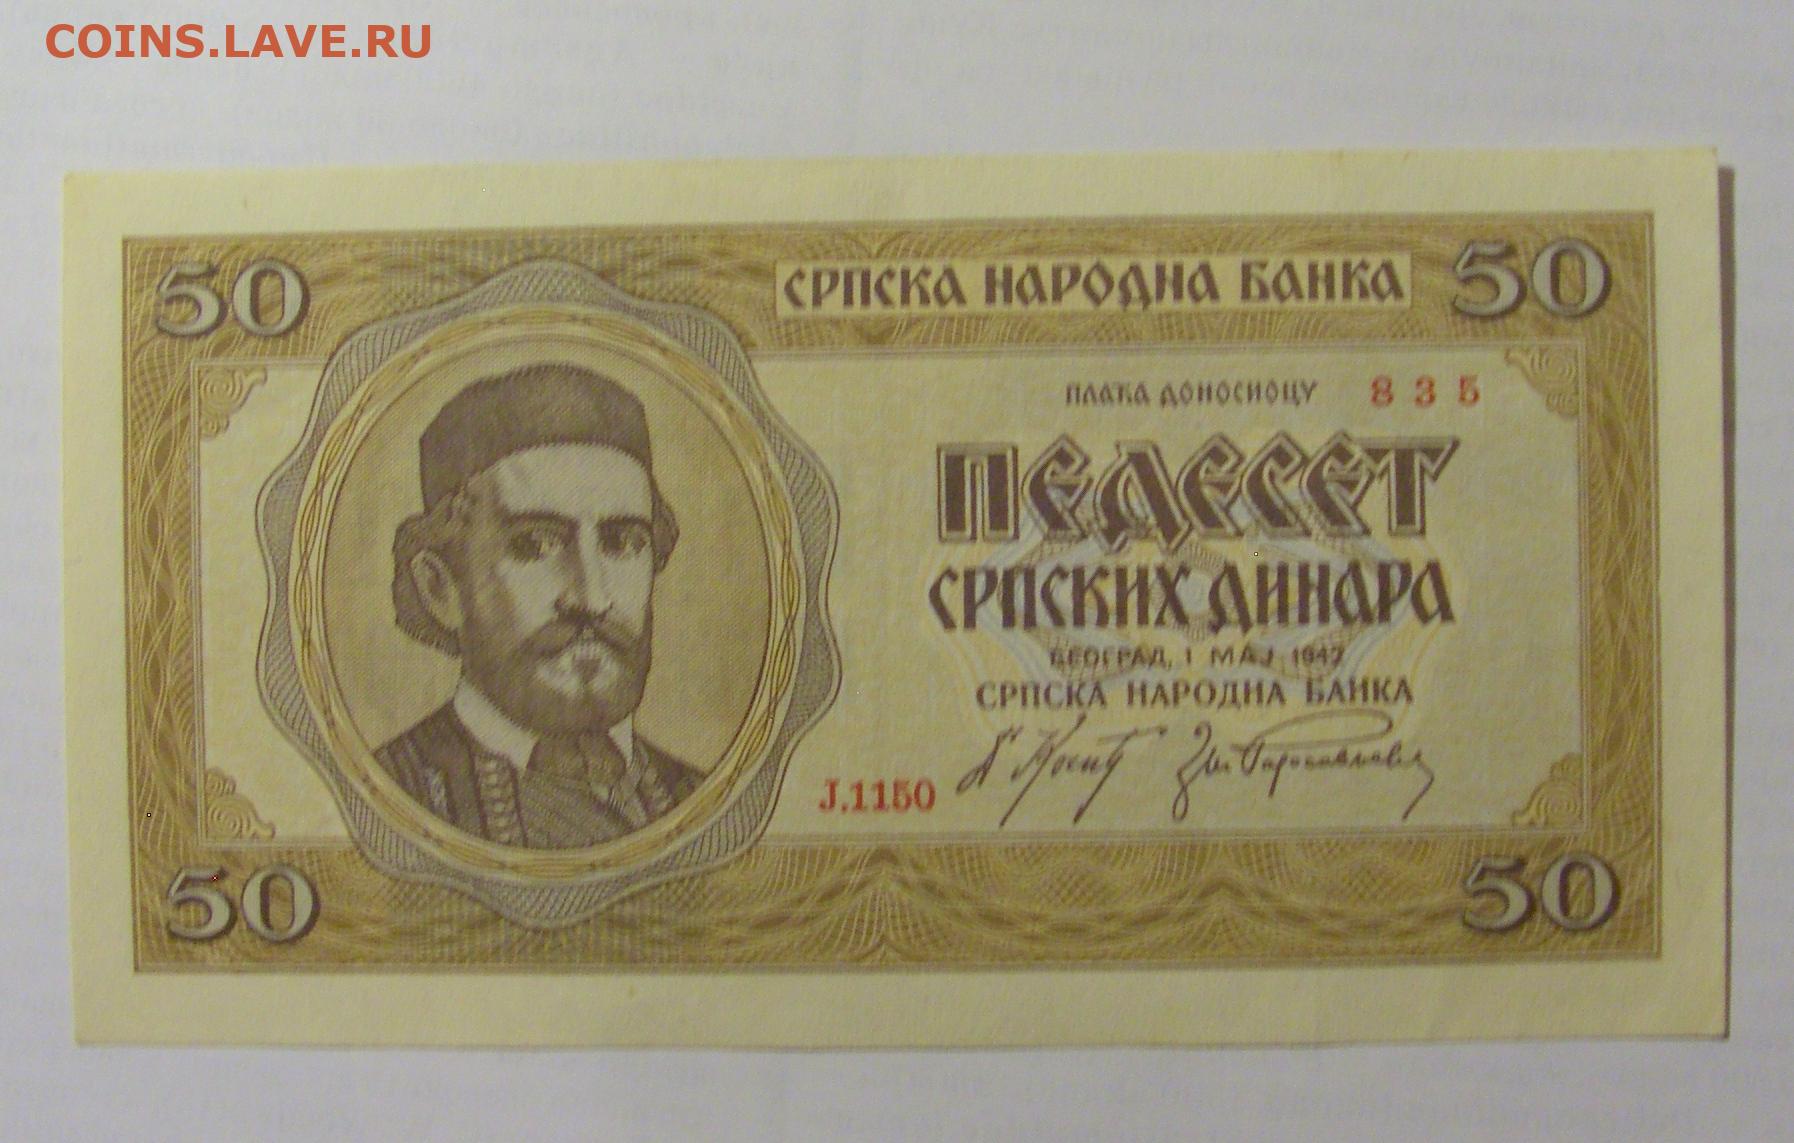 COINS.LAVE.RU
50
СРПСКА НАРОДНА БАНКА
50
ПЛАЋА ДОНОСИОЦУ 835
ПЕДЕСЕТ
СРПСКИХ ДИНАРА
БЕОГРАД, 1 МАЈ 1942
СРПСКА НАРОДНА БАНКА
J.1150
50
50